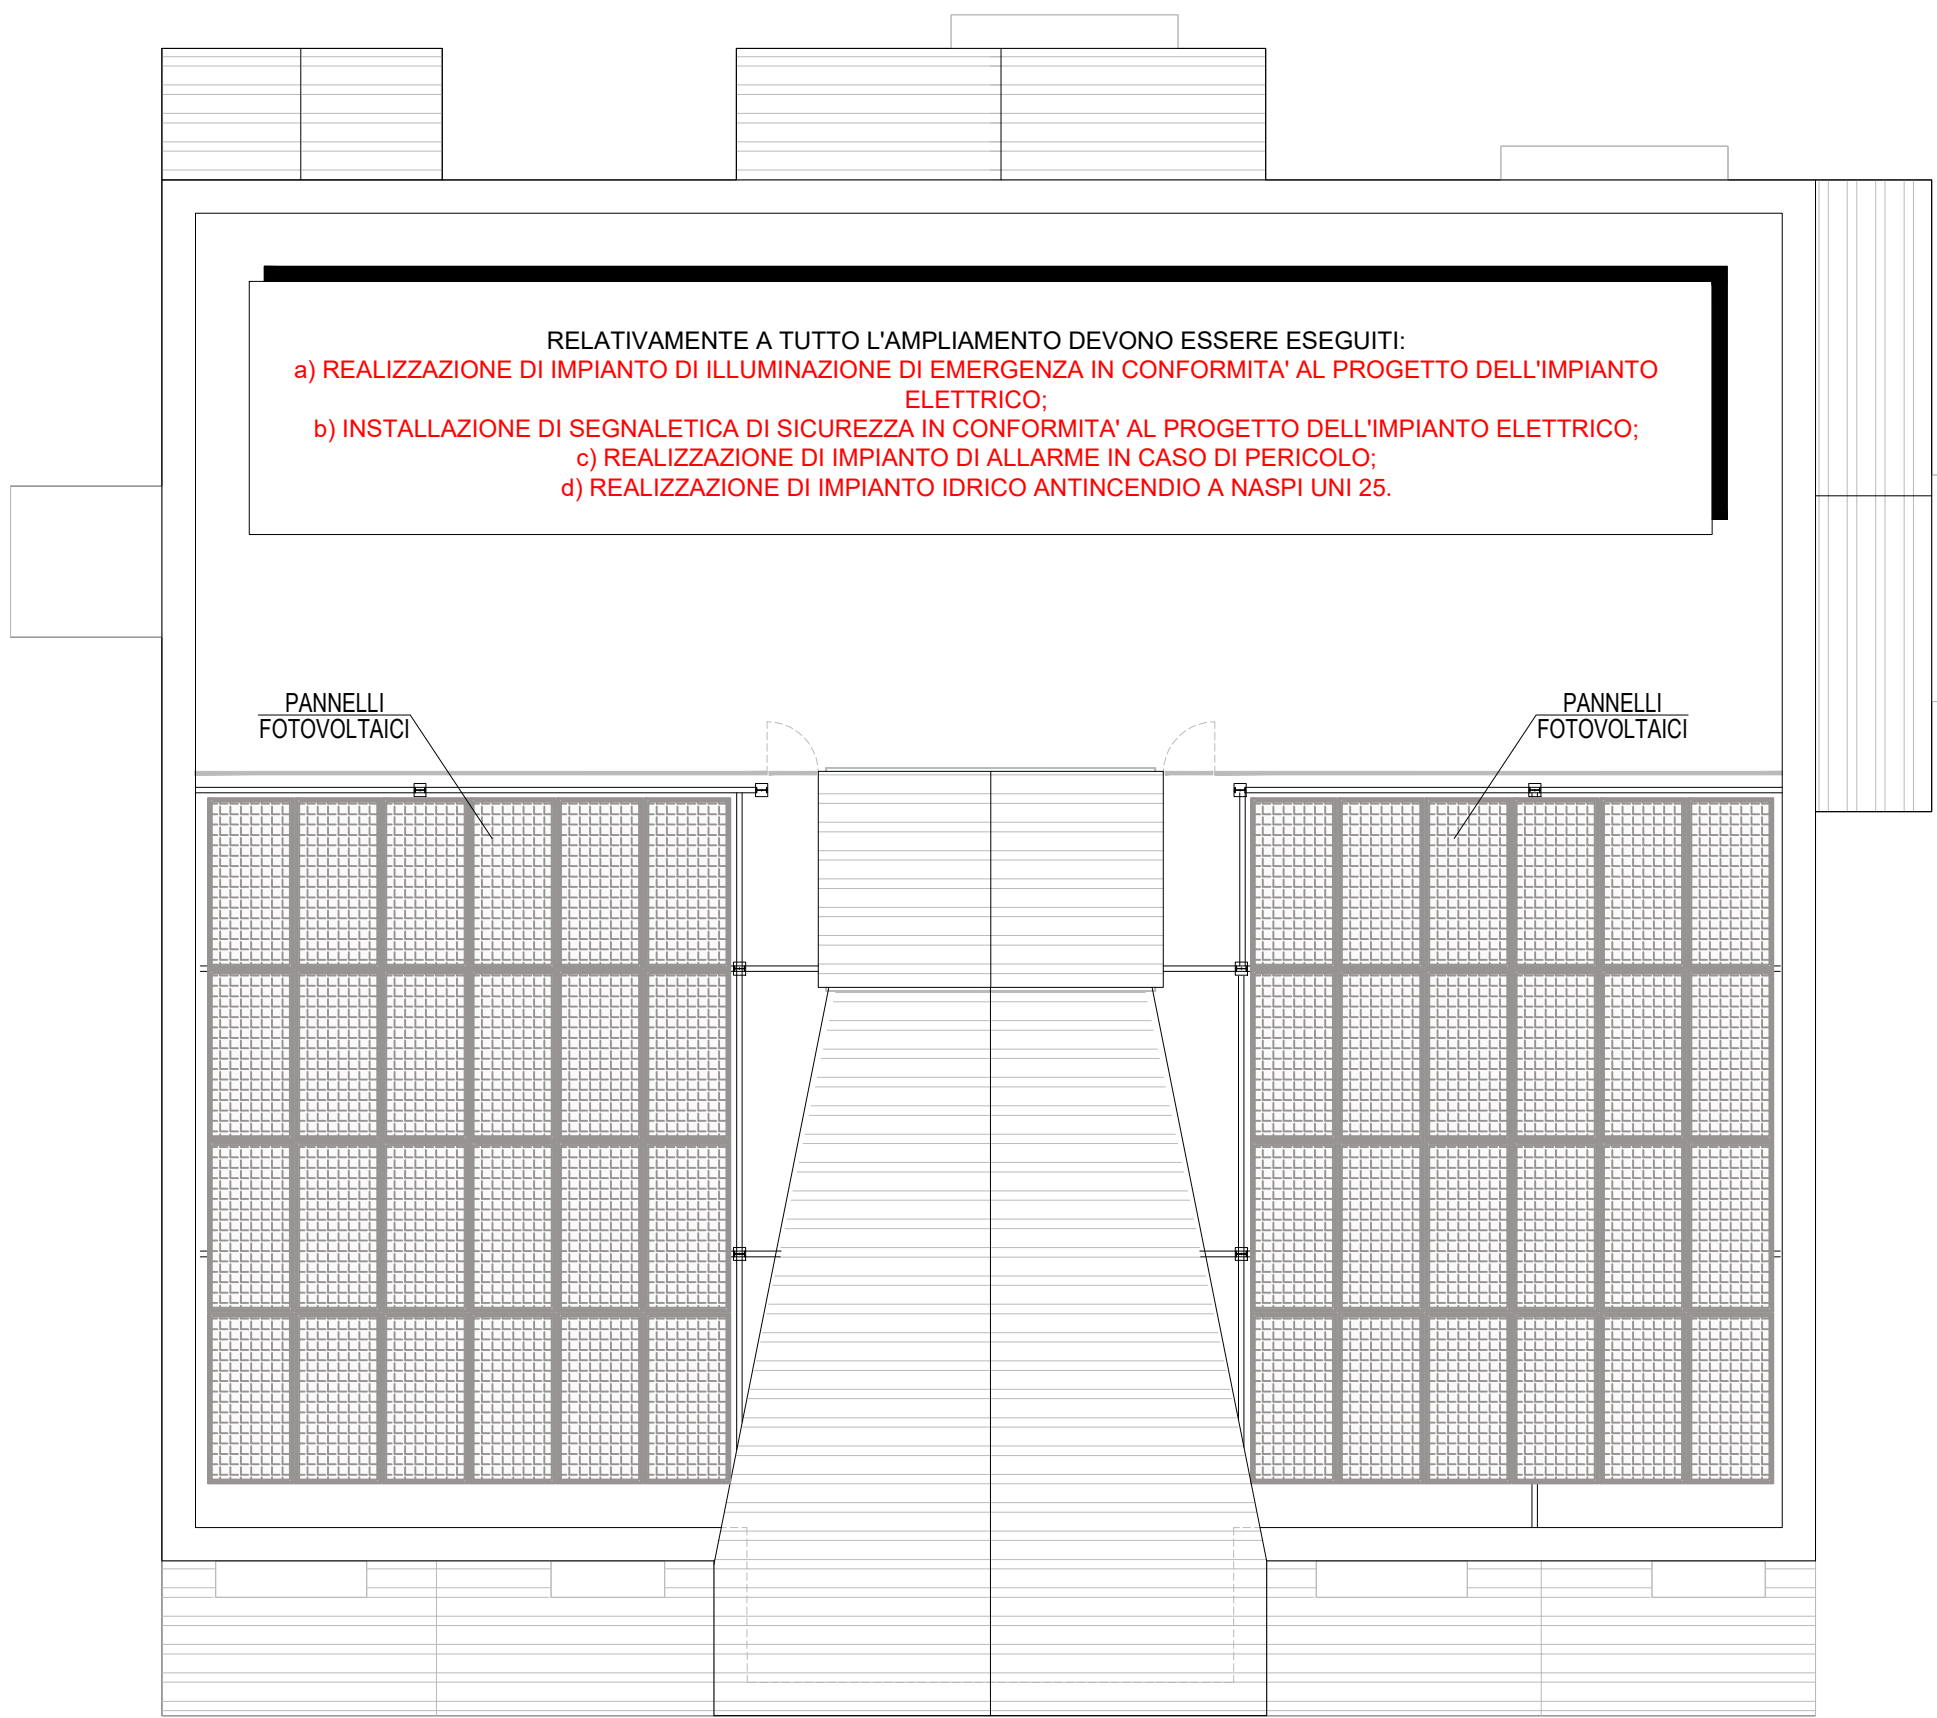 RELATIVAMENTE A TUTTO L'AMPLIAMENTO DEVONO ESSERE ESEGUITI:
a) REALIZZAZIONE DI IMPIANTO DI ILLUMINAZIONE DI EMERGENZA IN CONFORMITA' AL PROGETTO DELL'IMPIANTO
ELETTRICO;
b) INSTALLAZIONE DI SEGNALETICA DI SICUREZZA IN CONFORMITA' AL PROGETTO DELL'IMPIANTO ELETTRICO;
c) REALIZZAZIONE DI IMPIANTO DI ALLARME IN CASO DI PERICOLO;
d) REALIZZAZIONE DI IMPIANTO IDRICO ANTINCENDIO A NASPI UNI 25.
PANNELLI
FOTOVOLTAICI
PANNELLI
FOTOVOLTAICI